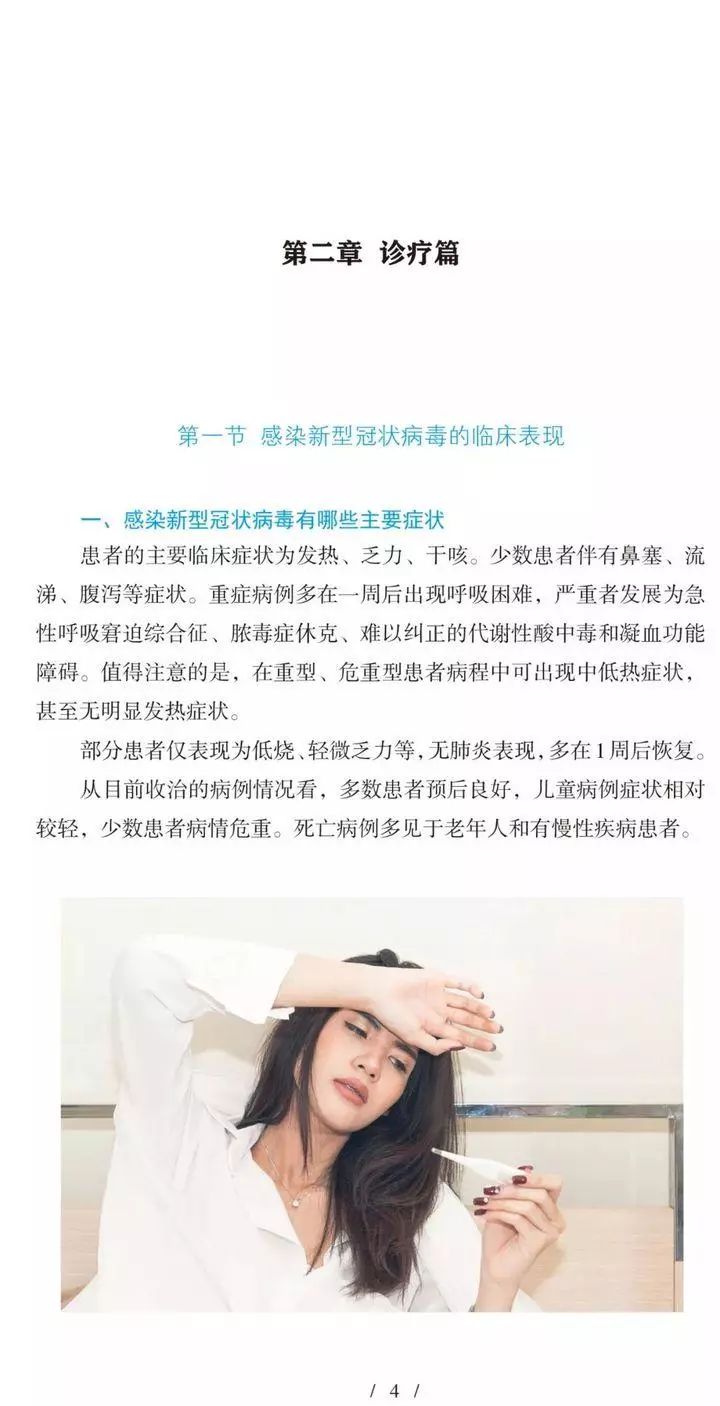 第二章 诊疗篇
第一节 感染新型冠状病毒的临床表现
一、感染新型冠状病毒有哪些主要症状
患者的主要临床症状为发热、乏力、干咳。少数患者伴有鼻塞、流
涕、腹泻等症状。重症病例多在一周后出现呼吸困难，严重者发展为急
性呼吸窘迫综合征、脓毒症休克、难以纠正的代谢性酸中毒和凝血功能
障碍。值得注意的是，在重型、危重型患者病程中可出现中低热症状，
甚至无明显发热症状。
部分患者仅表现为低烧、轻微乏力等，无肺炎表现，多在1周后恢复。
从目前收治的病例情况看，多数患者预后良好，儿童病例症状相对
较轻，少数患者病情危重。死亡病例多见于老年人和有慢性疾病患者。
/ 4 /